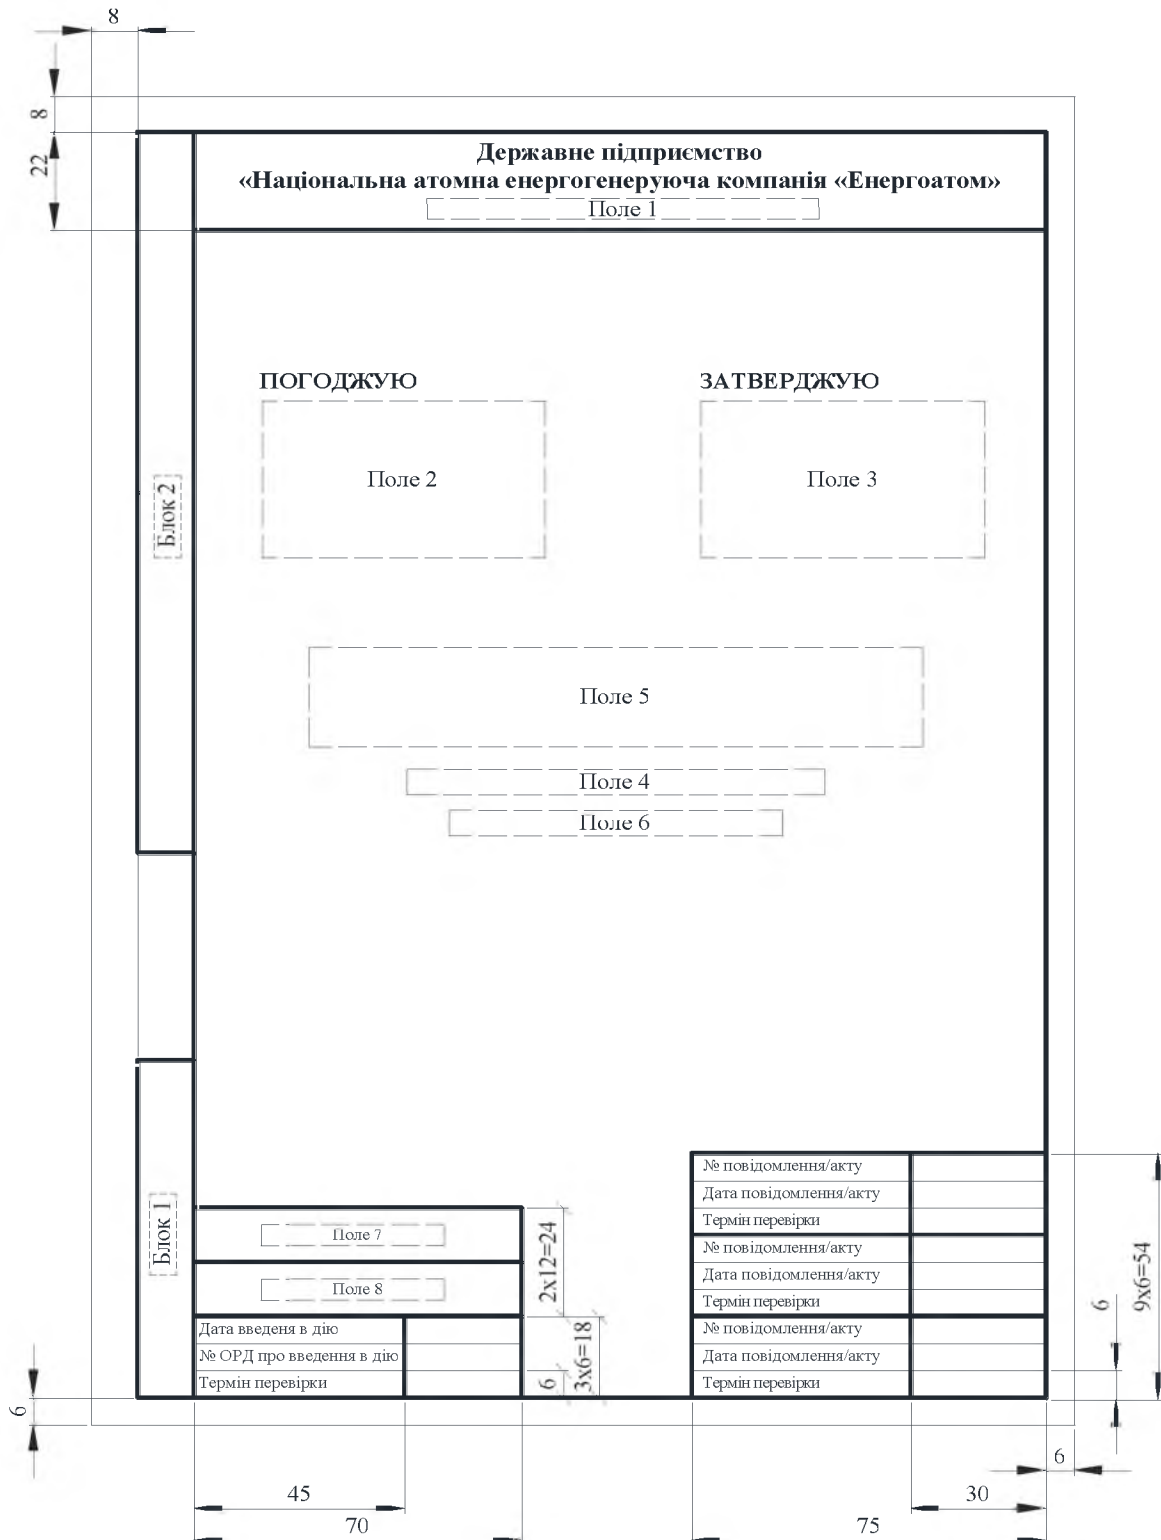 8
8
22
Державне підприємство
«Національна атомна енергогенеруюча компанія «Енергоатом»
Поле 1
ПОГОДЖУЮ
ЗАТВЕРДЖУЮ
Поле 2
Поле 3
Блок 2
Поле 5
Поле 4
Поле 6
Блок 1
Поле 7
Поле 8
Дата введеня в дію
№ ОРД про введення в дію
Термін перевірки
2x12=24
3x6=18
6
№ повідомлення/акту
Дата повідомлення/акту
Термін перевірки
№ повідомлення/акту
Дата повідомлення/акту
Термін перевірки
№ повідомлення/акту
Дата повідомлення/акту
Термін перевірки
6
9x6=54
6
6
45
30
70
75